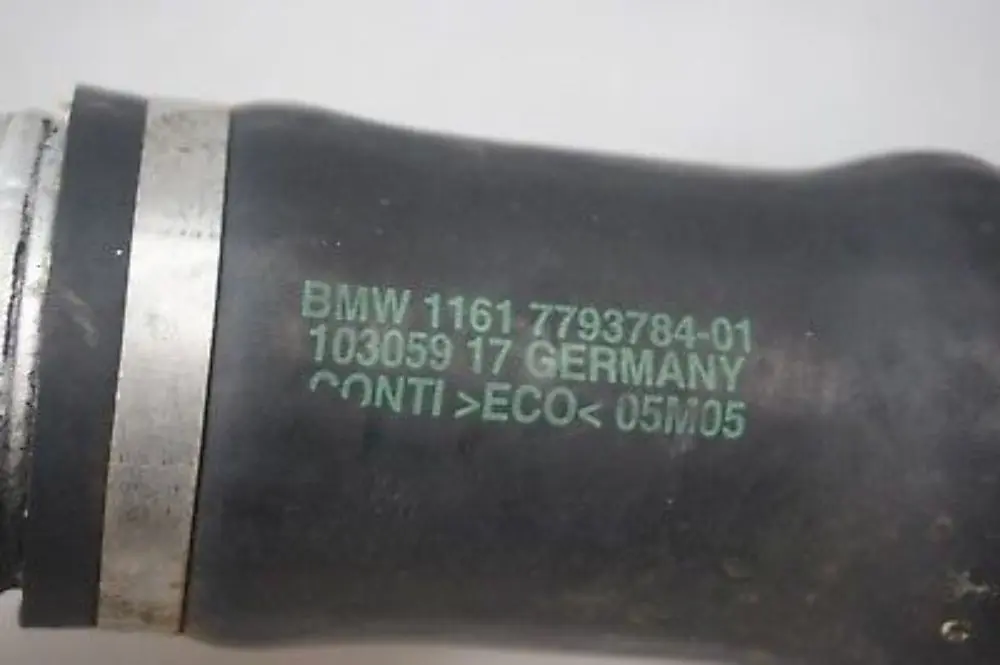 BMW 1161 7793784-01
103059 17 GERMANY
CONTI >ECO< 05M05